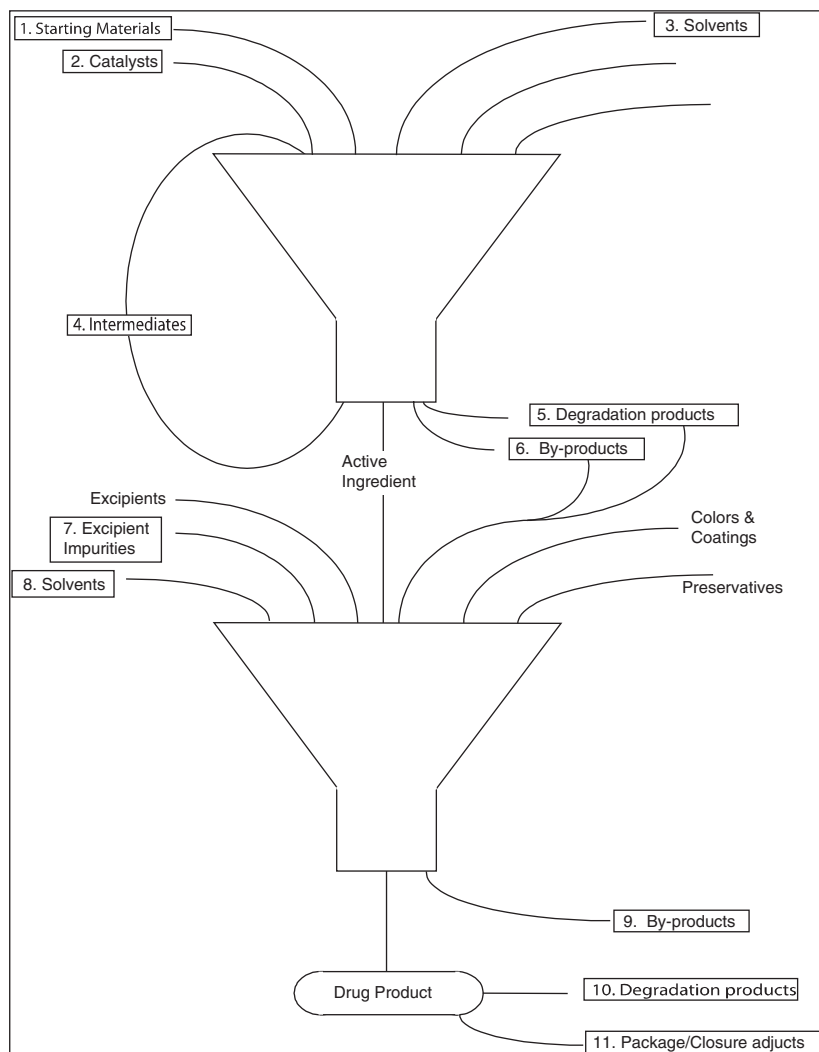 1. Starting Materials
3. Solvents
2. Catalysts
4. Intermediates
5. Degradation products
6. By-products
Active
Ingredient
Excipients
7. Excipient
Impurities
Colors &
Coatings
8. Solvents
Preservatives
9. By-products
Drug Product
10. Degradation products
11. Package/Closure adjucts